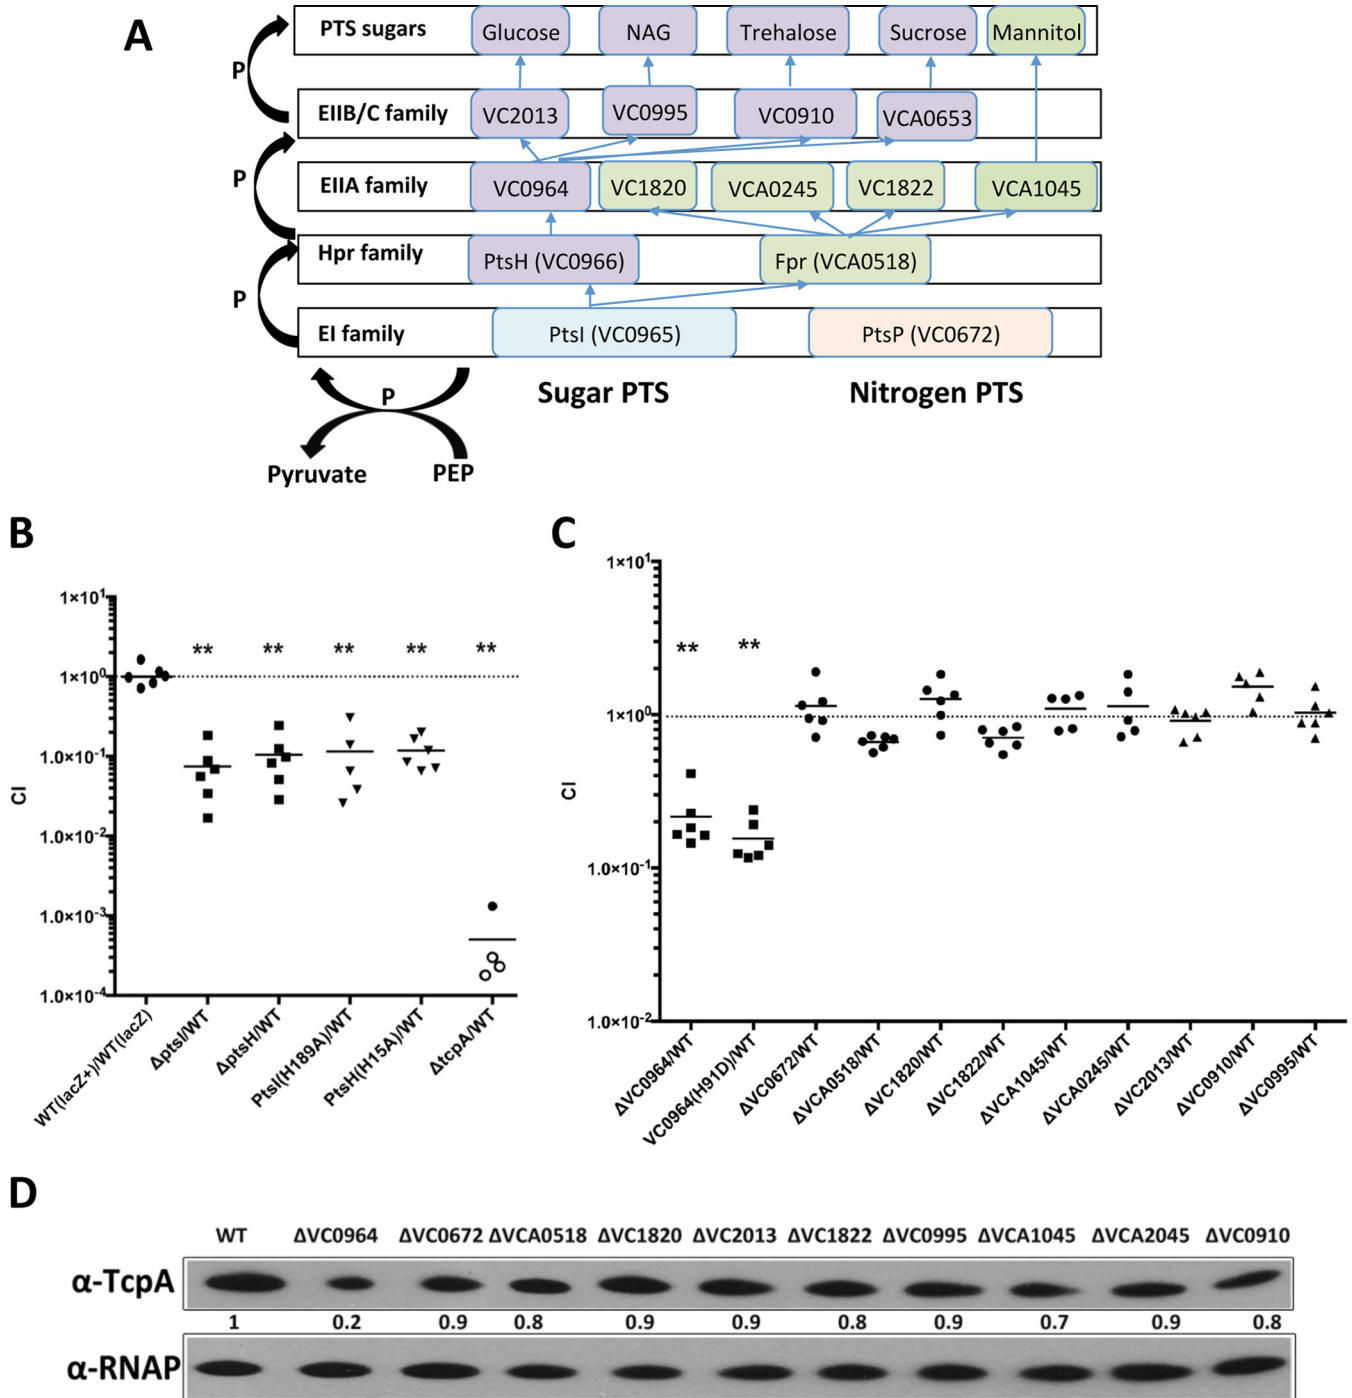 A
PTS sugars Glucose NAG Trehalose Sucrose Mannitol
P
EIIB/C family VC2013 VC0995 VC0910 VCA0653
P
EIIA family VC0964 VC1820 VCA0245 VC1822 VCA1045
Hpr family PtsH (VC0966) Fpr (VCA0518)
P
EI family PtsI (VC0965) PtsP (VC0672)
P
Sugar PTS Nitrogen PTS
Pyruvate PEP
B
CI
1×10¹
1×10⁰
1.0×10⁻¹
1.0×10⁻²
1.0×10⁻³
1.0×10⁻⁴
** ** ** ** **
WT(lacZ+)/WT(lacZ)
ΔptsI/WT
ΔptsH/WT
PtsI(H189A)/WT
PtsH(H15A)/WT
ΔtcpA/WT
C
CI
1×10¹
1×10⁰
1.0×10⁻¹
1.0×10⁻²
** **
ΔVC0964/WT
VC0964(H91D)/WT
ΔVC0672/WT
ΔVCA0518/WT
ΔVC1820/WT
ΔVC1822/WT
ΔVCA1045/WT
ΔVCA0245/WT
ΔVC2013/WT
ΔVC0910/WT
ΔVC0995/WT
D
WT ΔVC0964 ΔVC0672 ΔVCA0518 ΔVC1820 ΔVC2013 ΔVC1822 ΔVC0995 ΔVCA1045 ΔVCA2045 ΔVC0910
α-TcpA
1 0.2 0.9 0.8 0.9 0.9 0.8 0.9 0.7 0.9 0.8
α-RNAP